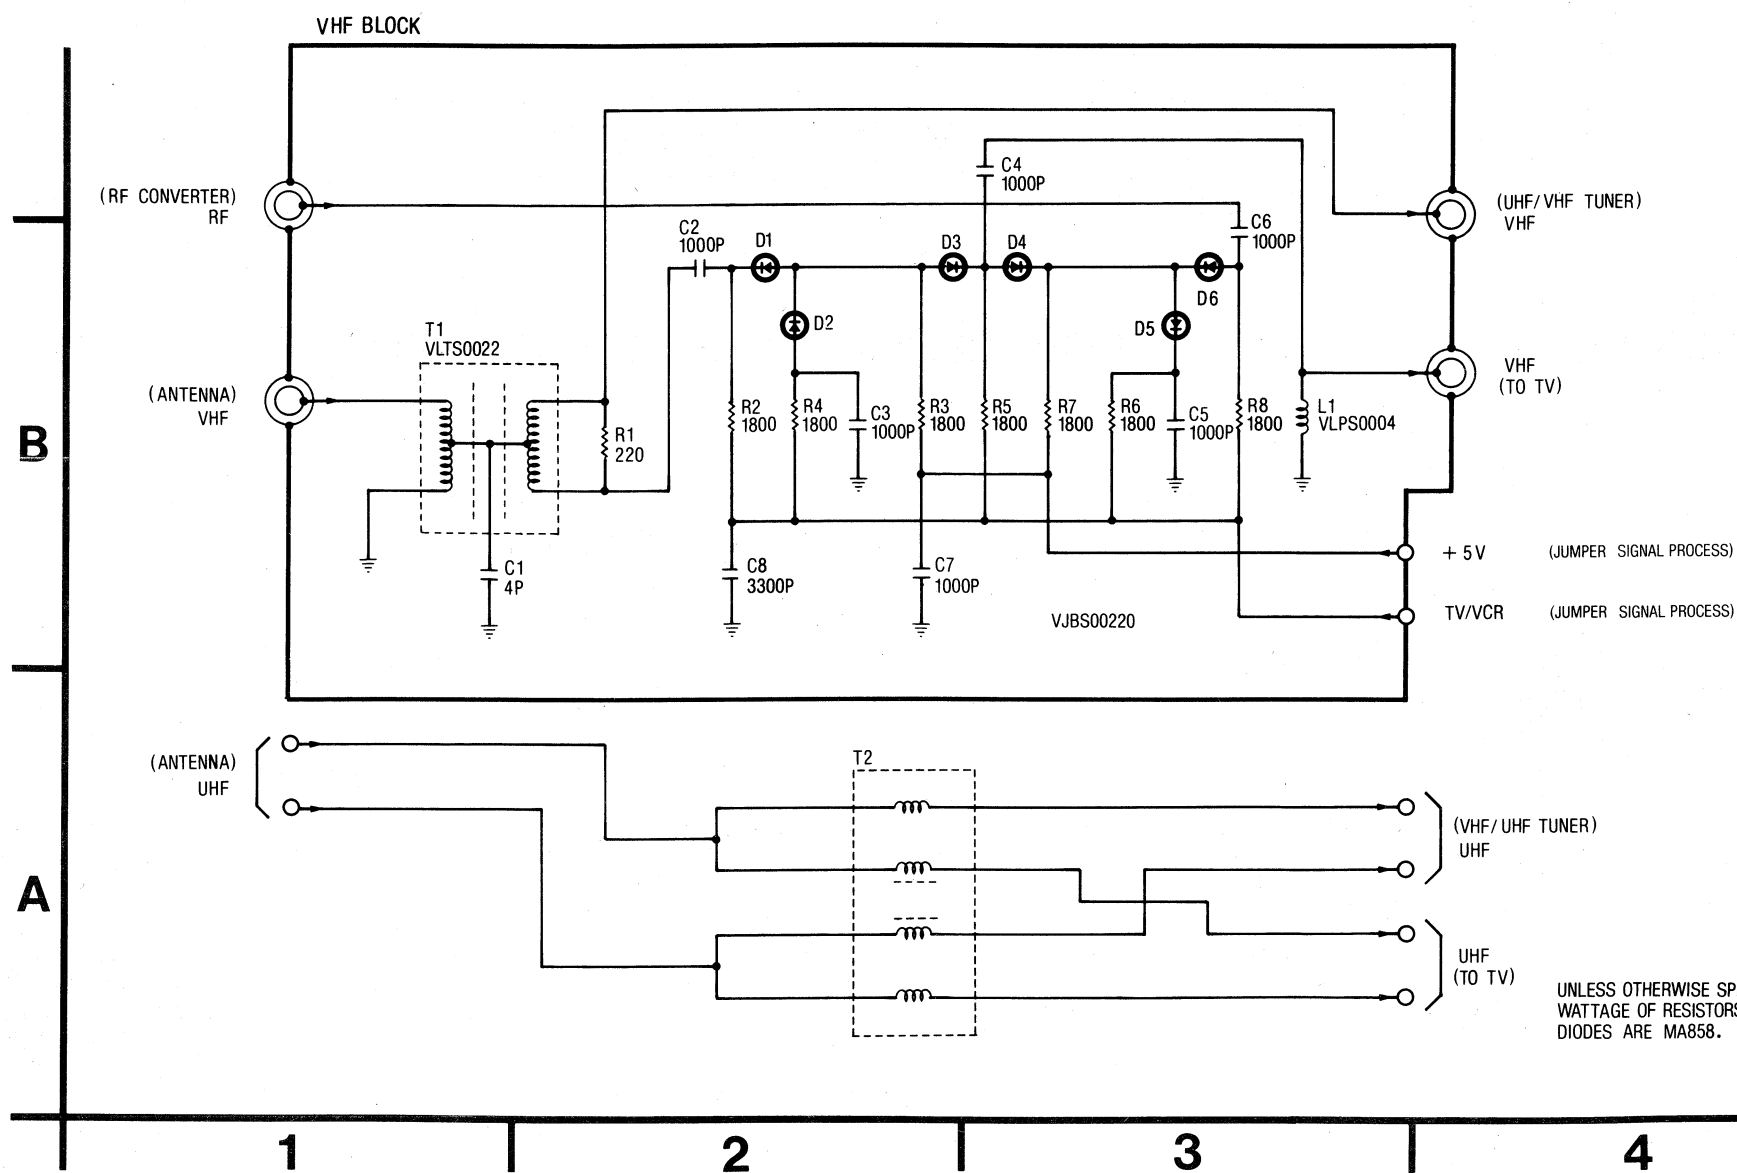 VHF BLOCK
(RF CONVERTER)
RF
C4
1000P
(UHF/VHF TUNER)
VHF
C2
1000P
D1
D3
D4
C6
1000P
D6
D2
D5
T1
VLTS0022
(ANTENNA)
VHF
VHF
(TO TV)
R1
220
R2
1800
R4
1800
C3
1000P
R3
1800
R5
1800
R7
1800
R6
1800
C5
1000P
R8
1800
L1
VLPS0004
B
C1
4P
C8
3300P
C7
1000P
VJBS00220
+5V (JUMPER SIGNAL PROCESS)
TV/VCR (JUMPER SIGNAL PROCESS)
(ANTENNA)
UHF
T2
(VHF/UHF TUNER)
UHF
A
UHF
(TO TV)
UNLESS OTHERWISE
WATTAGE OF
DIODES ARE MA858.
1 2 3 4